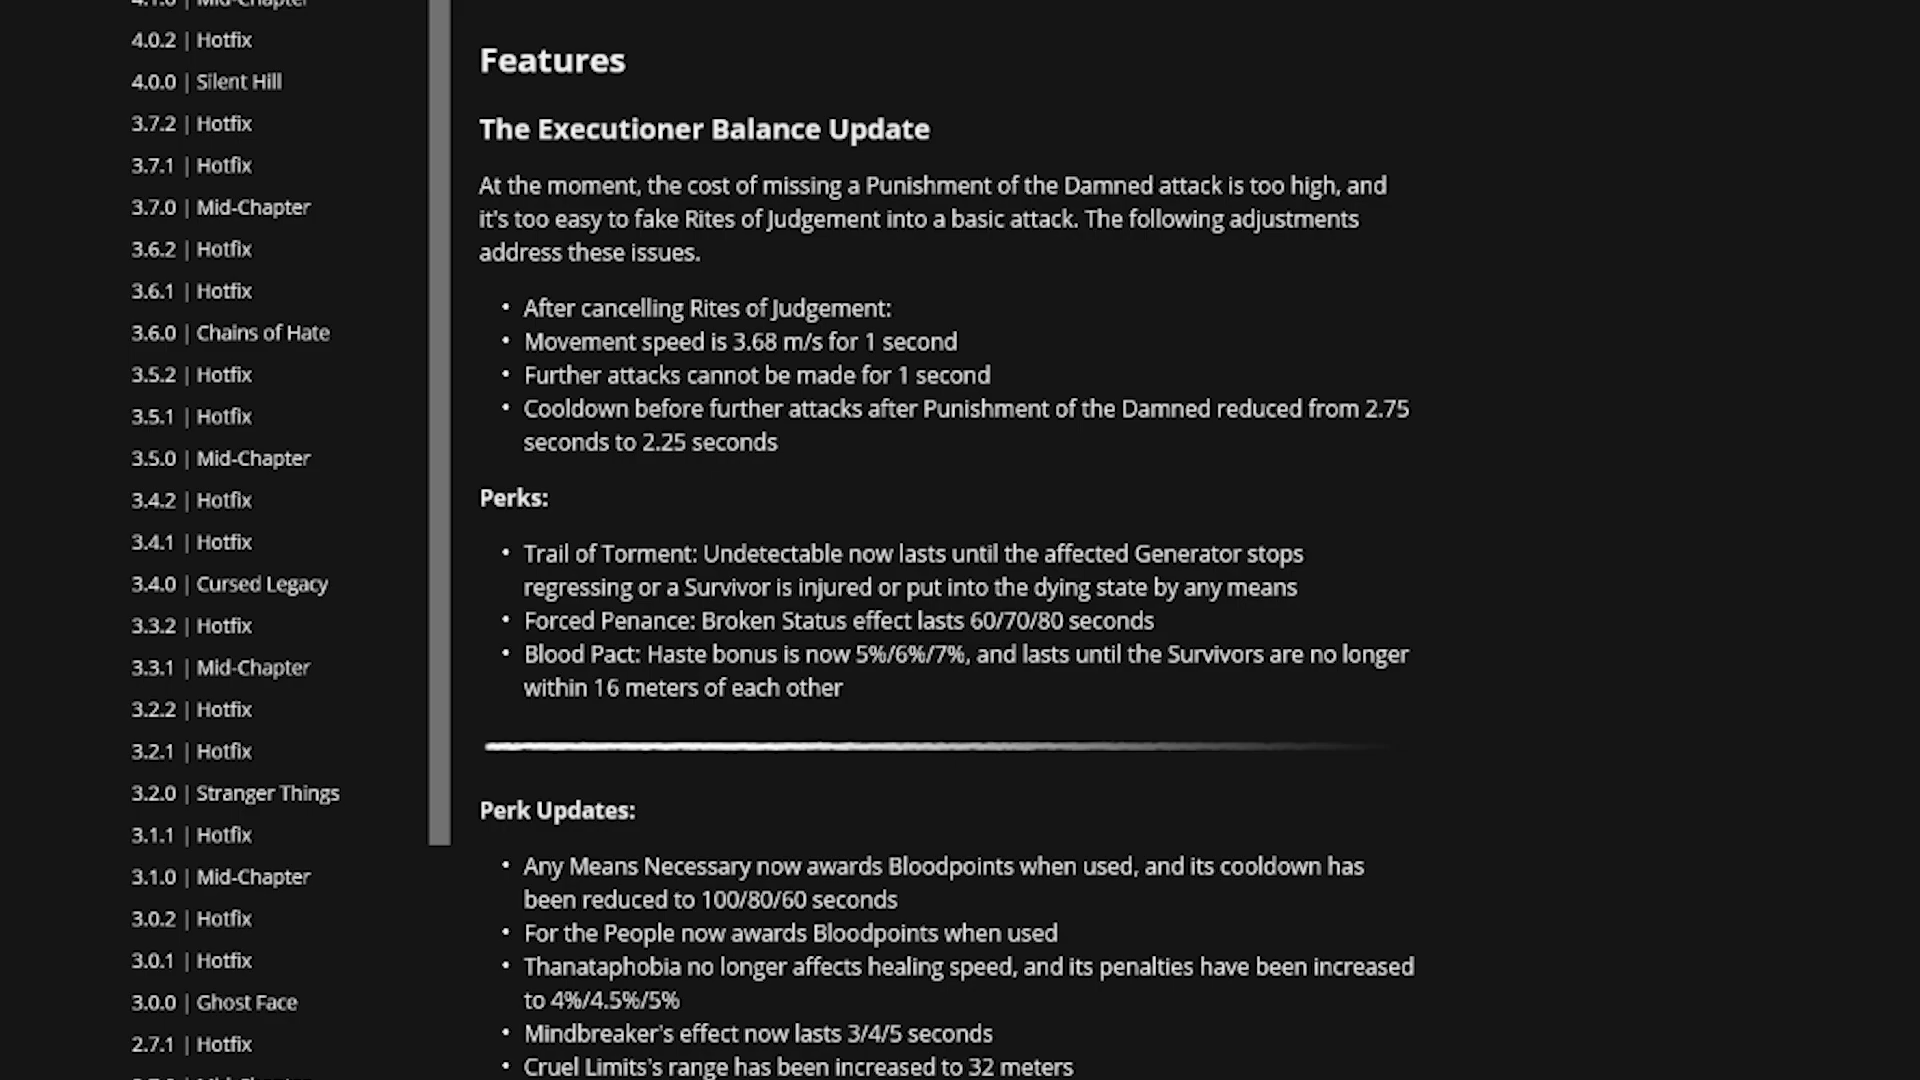 4.1.0 | Mid-Chapter
4.0.2 | Hotfix
4.0.0 | Silent Hill
3.7.2 | Hotfix
3.7.1 | Hotfix
3.7.0 | Mid-Chapter
3.6.2 | Hotfix
3.6.1 | Hotfix
3.6.0 | Chains of Hate
3.5.2 | Hotfix
3.5.1 | Hotfix
3.5.0 | Mid-Chapter
3.4.2 | Hotfix
3.4.1 | Hotfix
3.4.0 | Cursed Legacy
3.3.2 | Hotfix
3.3.1 | Mid-Chapter
3.2.2 | Hotfix
3.2.1 | Hotfix
3.2.0 | Stranger Things
3.1.1 | Hotfix
3.1.0 | Mid-Chapter
3.0.2 | Hotfix
3.0.1 | Hotfix
3.0.0 | Ghost Face
2.7.1 | Hotfix
Features
The Executioner Balance Update
At the moment, the cost of missing a Punishment of the Damned attack is too high, and
it's too easy to fake Rites of Judgement into a basic attack. The following adjustments
address these issues.
• After cancelling Rites of Judgement:
• Movement speed is 3.68 m/s for 1 second
• Further attacks cannot be made for 1 second
• Cooldown before further attacks after Punishment of the Damned reduced from 2.75
seconds to 2.25 seconds
Perks:
• Trail of Torment: Undetectable now lasts until the affected Generator stops
regressing or a Survivor is injured or put into the dying state by any means
• Forced Penance: Broken Status effect lasts 60/70/80 seconds
• Blood Pact: Haste bonus is now 5%/6%/7%, and lasts until the Survivors are no longer
within 16 meters of each other
Perk Updates:
• Any Means Necessary now awards Bloodpoints when used, and its cooldown has
been reduced to 100/80/60 seconds
• For the People now awards Bloodpoints when used
• Thanataphobia no longer affects healing speed, and its penalties have been increased
to 4%/4.5%/5%
• Mindbreaker's effect now lasts 3/4/5 seconds
• Cruel Limits's range has been increased to 32 meters